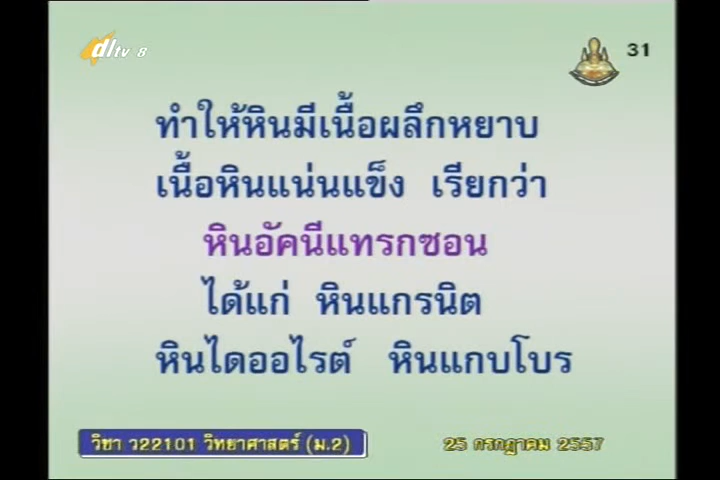 dltv 8
31
ทำให้หินมีเนื้อผลึกหยาบ
เนื้อหินแน่นแข็ง เรียกว่า
หินอัคนีแทรกซอน
ได้แก่ หินแกรนิต
หินไดออไรต์ หินแกบโบร
วิชา ว22101 วิทยาศาสตร์ (ม.2)
25 กรกฎาคม 2557